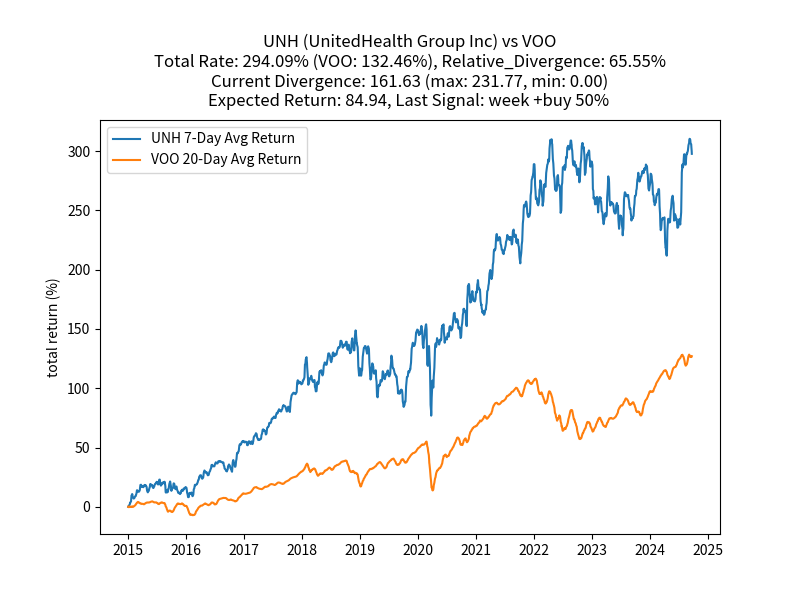 UNH (UnitedHealth Group Inc) vs VOO
Total Rate: 294.09% (VOO: 132.46%), Relative_Divergence: 65.55%
Current Divergence: 161.63 (max: 231.77, min: 0.00)
Expected Return: 84.94, Last Signal: week +buy 50%
UNH 7-Day Avg Return
VOO 20-Day Avg Return
total return (%)
300
250
200
150
100
50
0
2015 2016 2017 2018 2019 2020 2021 2022 2023 2024 2025